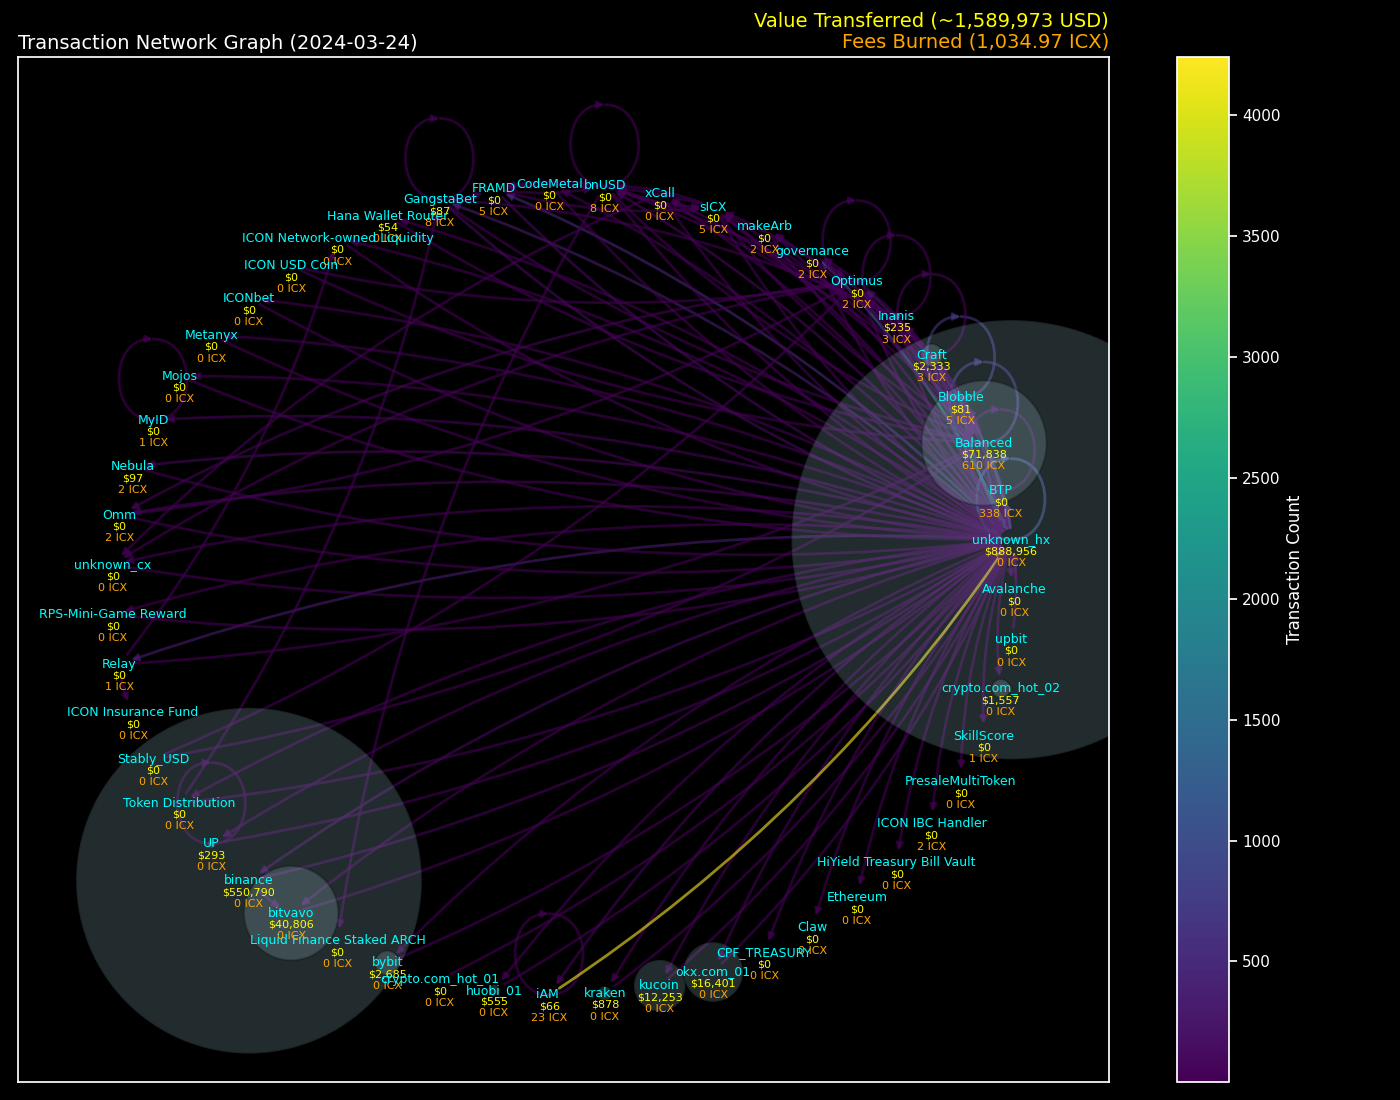 Value Transferred (~1,589,973 USD)
Transaction Network Graph (2024-03-24)
Fees Burned (1,034.97 ICX)
CodeMetal
$0
0 ICX
bnUSD
$0
8 ICX
FRAMD
$0
5 ICX
xCall
$0
0 ICX
GangstaBet
$87
8 ICX
sICX
$0
5 ICX
Hana Wallet Router
$54
0 ICX
makeArb
$0
2 ICX
ICON Network-owned Liquidity
$0
0 ICX
governance
$0
2 ICX
ICON USD Coin
$0
0 ICX
Optimus
$0
2 ICX
ICONbet
$0
0 ICX
Inanis
$235
3 ICX
Metanyx
$0
0 ICX
Craft
$2,333
3 ICX
Mojos
$0
0 ICX
Blobble
$81
5 ICX
MyID
$0
1 ICX
Balanced
$71,838
610 ICX
Nebula
$97
2 ICX
BTP
$0
338 ICX
Omm
$0
2 ICX
unknown_hx
$888,956
0 ICX
unknown_cx
$0
0 ICX
Avalanche
$0
0 ICX
RPS-Mini-Game Reward
$0
0 ICX
upbit
$0
0 ICX
Relay
$0
1 ICX
crypto.com_hot_02
$1,557
0 ICX
ICON Insurance Fund
$0
0 ICX
SkillScore
$0
1 ICX
Stably_USD
$0
0 ICX
PresaleMultiToken
$0
0 ICX
Token Distribution
$0
0 ICX
ICON IBC Handler
$0
2 ICX
UP
$293
0 ICX
HiYield Treasury Bill Vault
$0
0 ICX
binance
$550,790
0 ICX
Ethereum
$0
0 ICX
bitvavo
$40,806
0 ICX
Claw
$0
0 ICX
Liquid Finance Staked ARCH
$0
0 ICX
CPF_TREASURY
$0
0 ICX
bybit
$2,685
0 ICX
okx.com_01
$16,401
0 ICX
crypto.com_hot_01
$0
0 ICX
kucoin
$12,253
0 ICX
huobi_01
$555
0 ICX
iAM
$66
23 ICX
kraken
$878
0 ICX
4000
3500
3000
2500
2000
1500
1000
500
Transaction Count